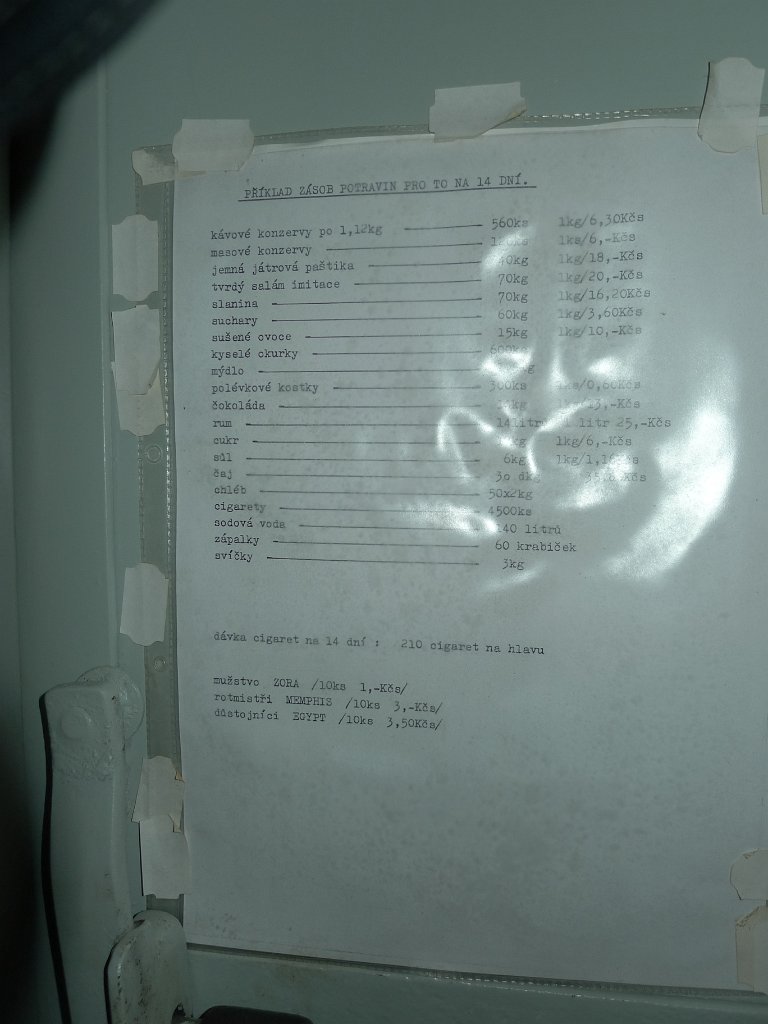 PŘÍKLAD ZÁSOB POTRAVIN PRO TO NA 14 DNÍ.
kávové konzervy po 1,12kg 560ks 1kg/6,30Kčs
masové konzervy 1ks/6,-Kčs
jemná játrová paštika 1kg/18,-Kčs
tvrdý salám imitace 70kg 1kg/20,-Kčs
slanina 70kg 1kg/16,20Kčs
suchary 60kg 1kg/3,60Kčs
sušené ovoce 15kg 1kg/10,-Kčs
kyselé okurky
mýdlo
polévkové kostky 300ks
čokoláda
rum 14litr 1 litr 25,-Kčs
cukr 1kg/6,-Kčs
sůl 6kg
čaj 30 dkg
chléb 50x2kg
cigarety 4500ks
sodová voda 140 litrů
zápalky 60 krabiček
svíčky 3kg
dávka cigaret na 14 dní : 210 cigaret na hlavu
mužstvo ZORA /10ks 1,-Kčs/
rotmistři MEMPHIS /10ks 3,-Kčs/
důstojníci EGYPT /10ks 3,50Kčs/